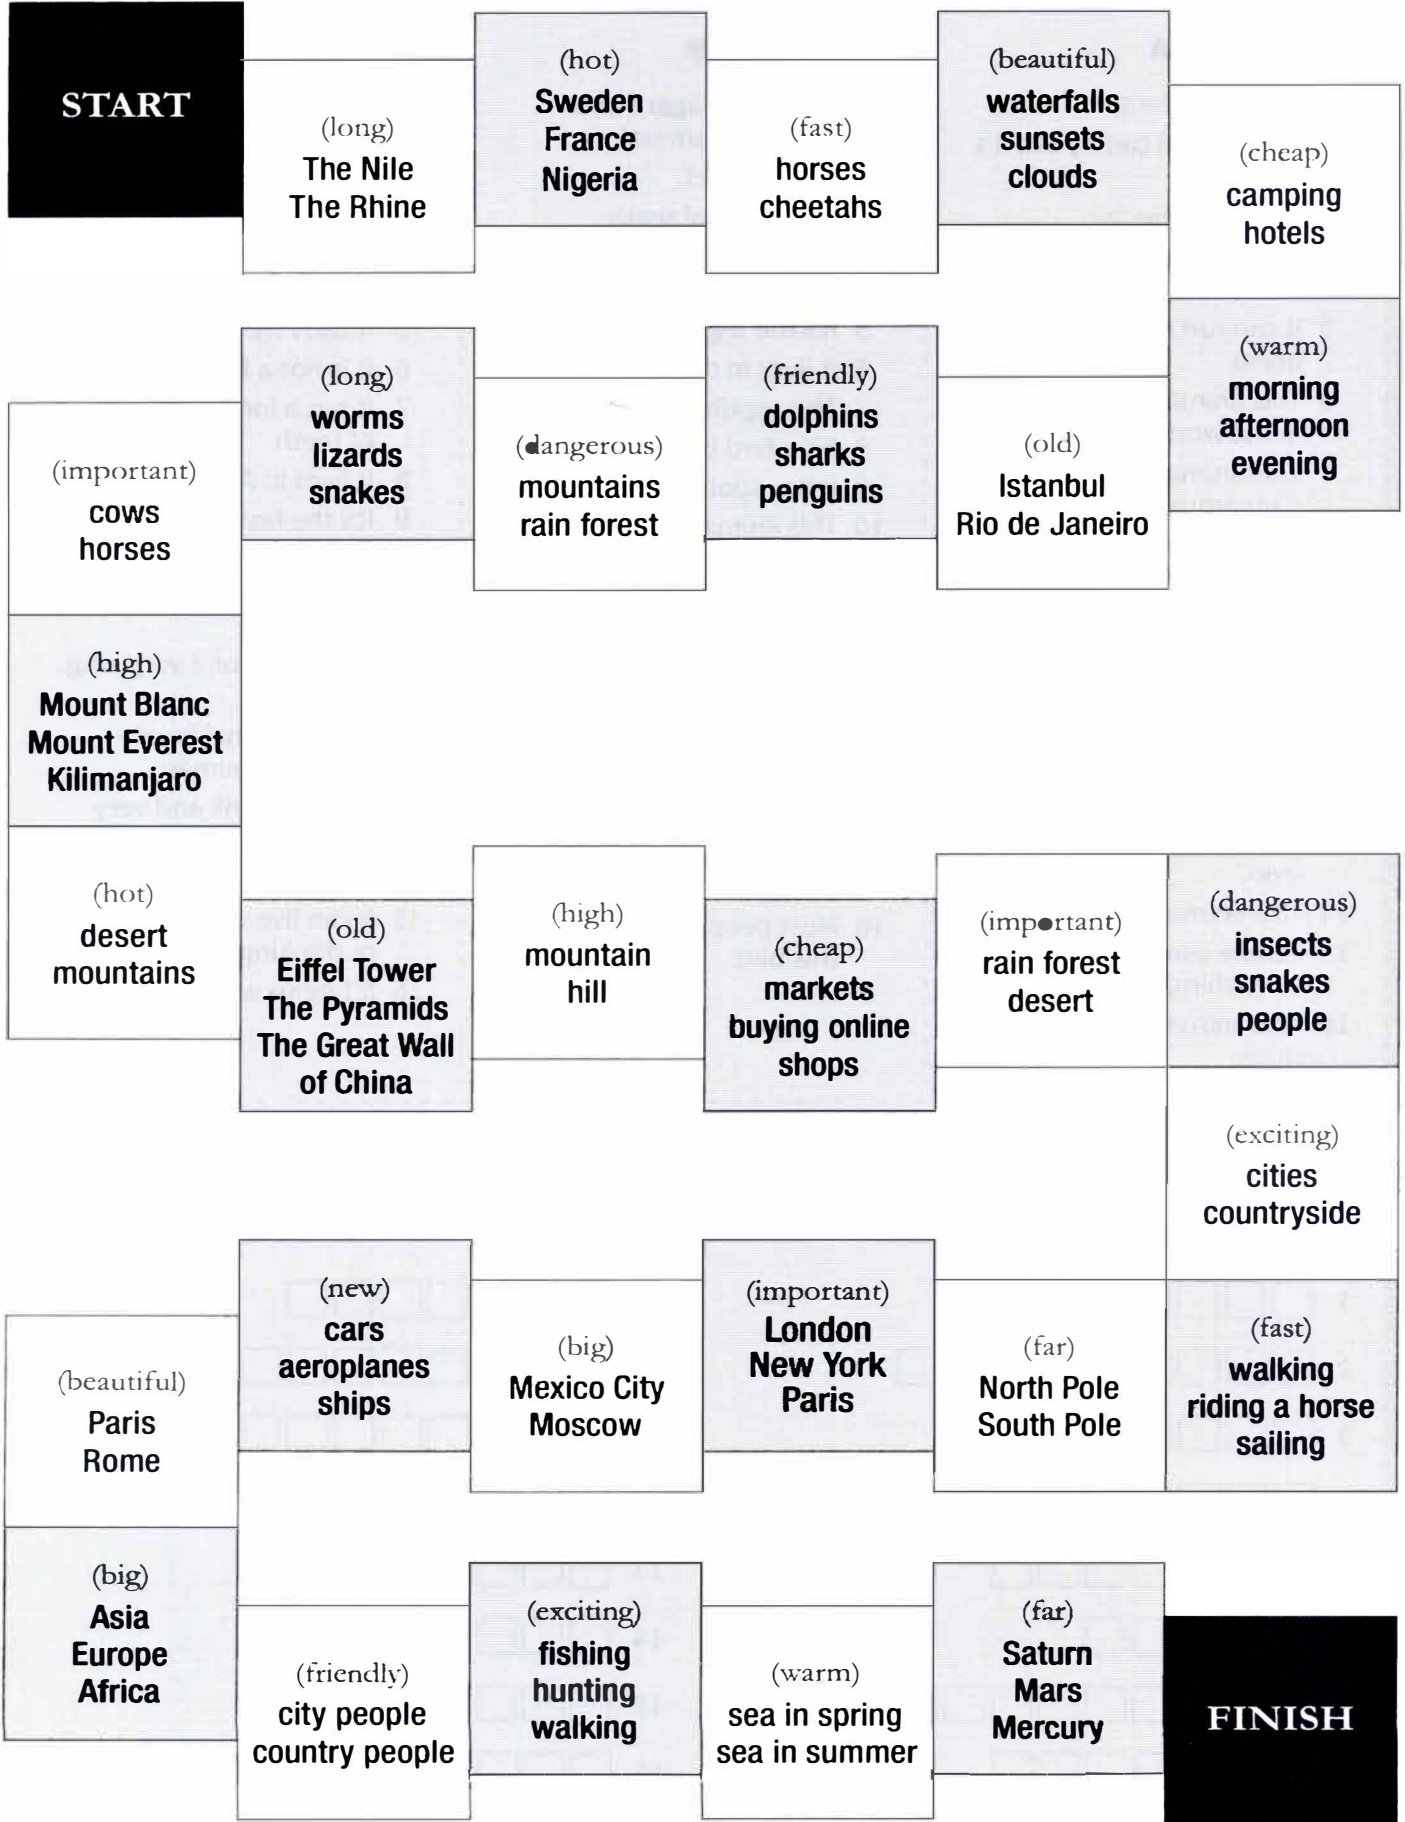 START
(long)
The Nile
The Rhine
(hot)
Sweden
France
Nigeria
(fast)
horses
cheetahs
(beautiful)
waterfalls
sunsets
clouds
(cheap)
camping
hotels
(warm)
morning
afternoon
evening
(old)
Istanbul
Rio de Janeiro
(friendly)
dolphins
sharks
penguins
(dangerous)
mountains
rain forest
(long)
worms
lizards
snakes
(important)
cows
horses
(high)
Mount Blanc
Mount Everest
Kilimanjaro
(hot)
desert
mountains
(old)
Eiffel Tower
The Pyramids
The Great Wall
of China
(high)
mountain
hill
(cheap)
markets
buying online
shops
(important)
rain forest
desert
(dangerous)
insects
snakes
people
(exciting)
cities
countryside
(fast)
walking
riding a horse
sailing
(far)
North Pole
South Pole
(important)
London
New York
Paris
(big)
Mexico City
Moscow
(new)
cars
aeroplanes
ships
(beautiful)
Paris
Rome
(big)
Asia
Europe
Africa
(friendly)
city people
country people
(exciting)
fishing
hunting
walking
(warm)
sea in spring
sea in summer
(far)
Saturn
Mars
Mercury
FINISH